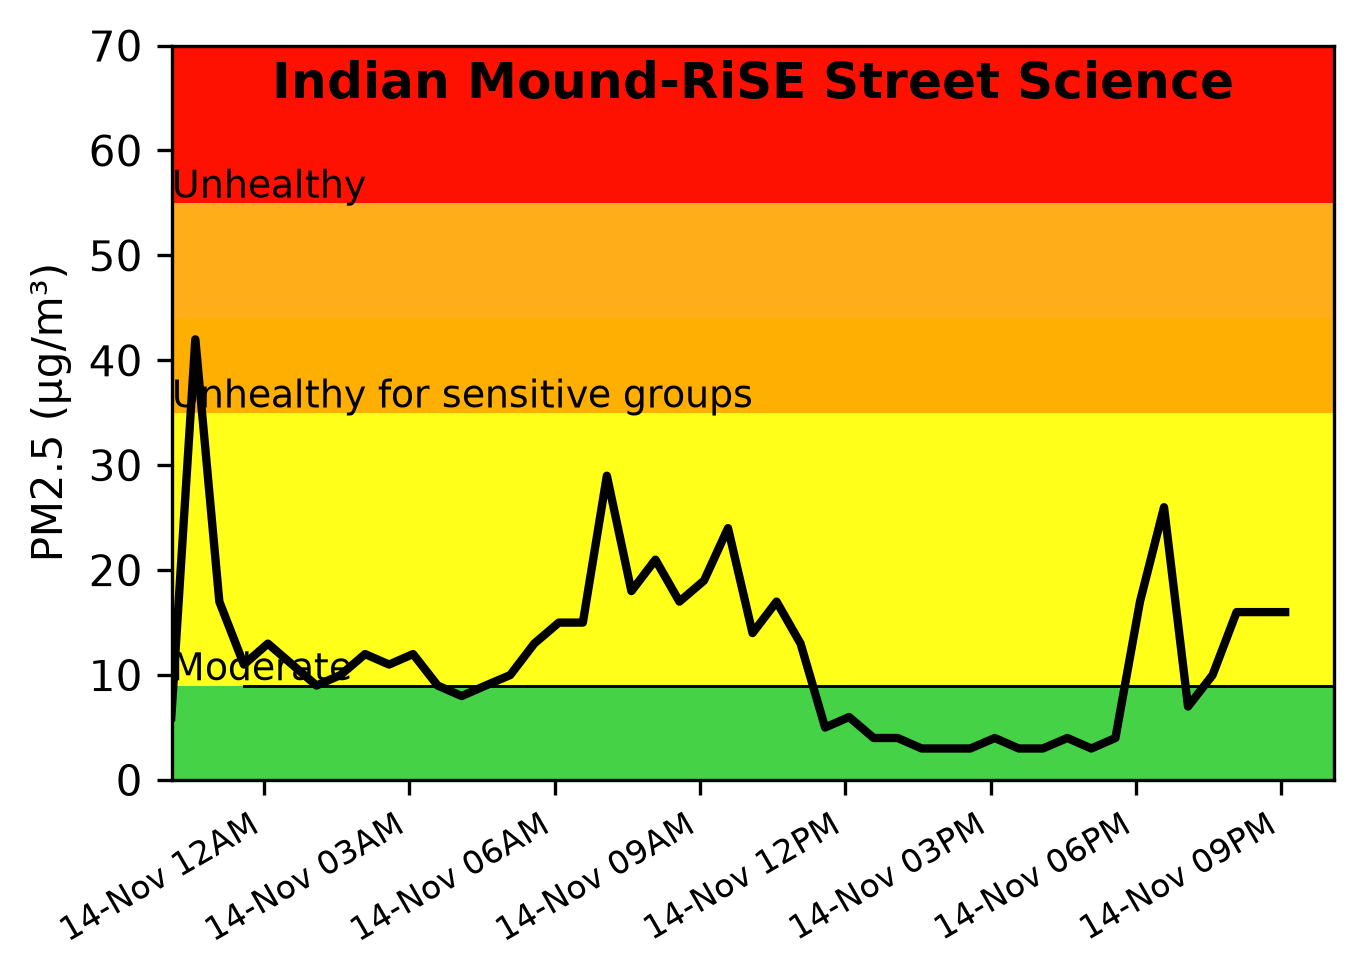 Indian Mound-RiSE Street Science
70
60
50
40
30
20
10
0
PM2.5 (µg/m³)
Unhealthy
Unhealthy for sensitive groups
Moderate
14-Nov 12AM
14-Nov 03AM
14-Nov 06AM
14-Nov 09AM
14-Nov 12PM
14-Nov 03PM
14-Nov 06PM
14-Nov 09PM